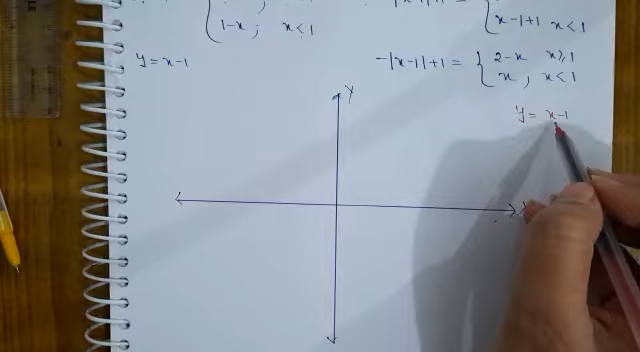 1-x ; x<1
x-1+1 x<1
y = x-1
-|x-1|+1 = { 2-x x≥1
x , x<1
Y
y = x-1